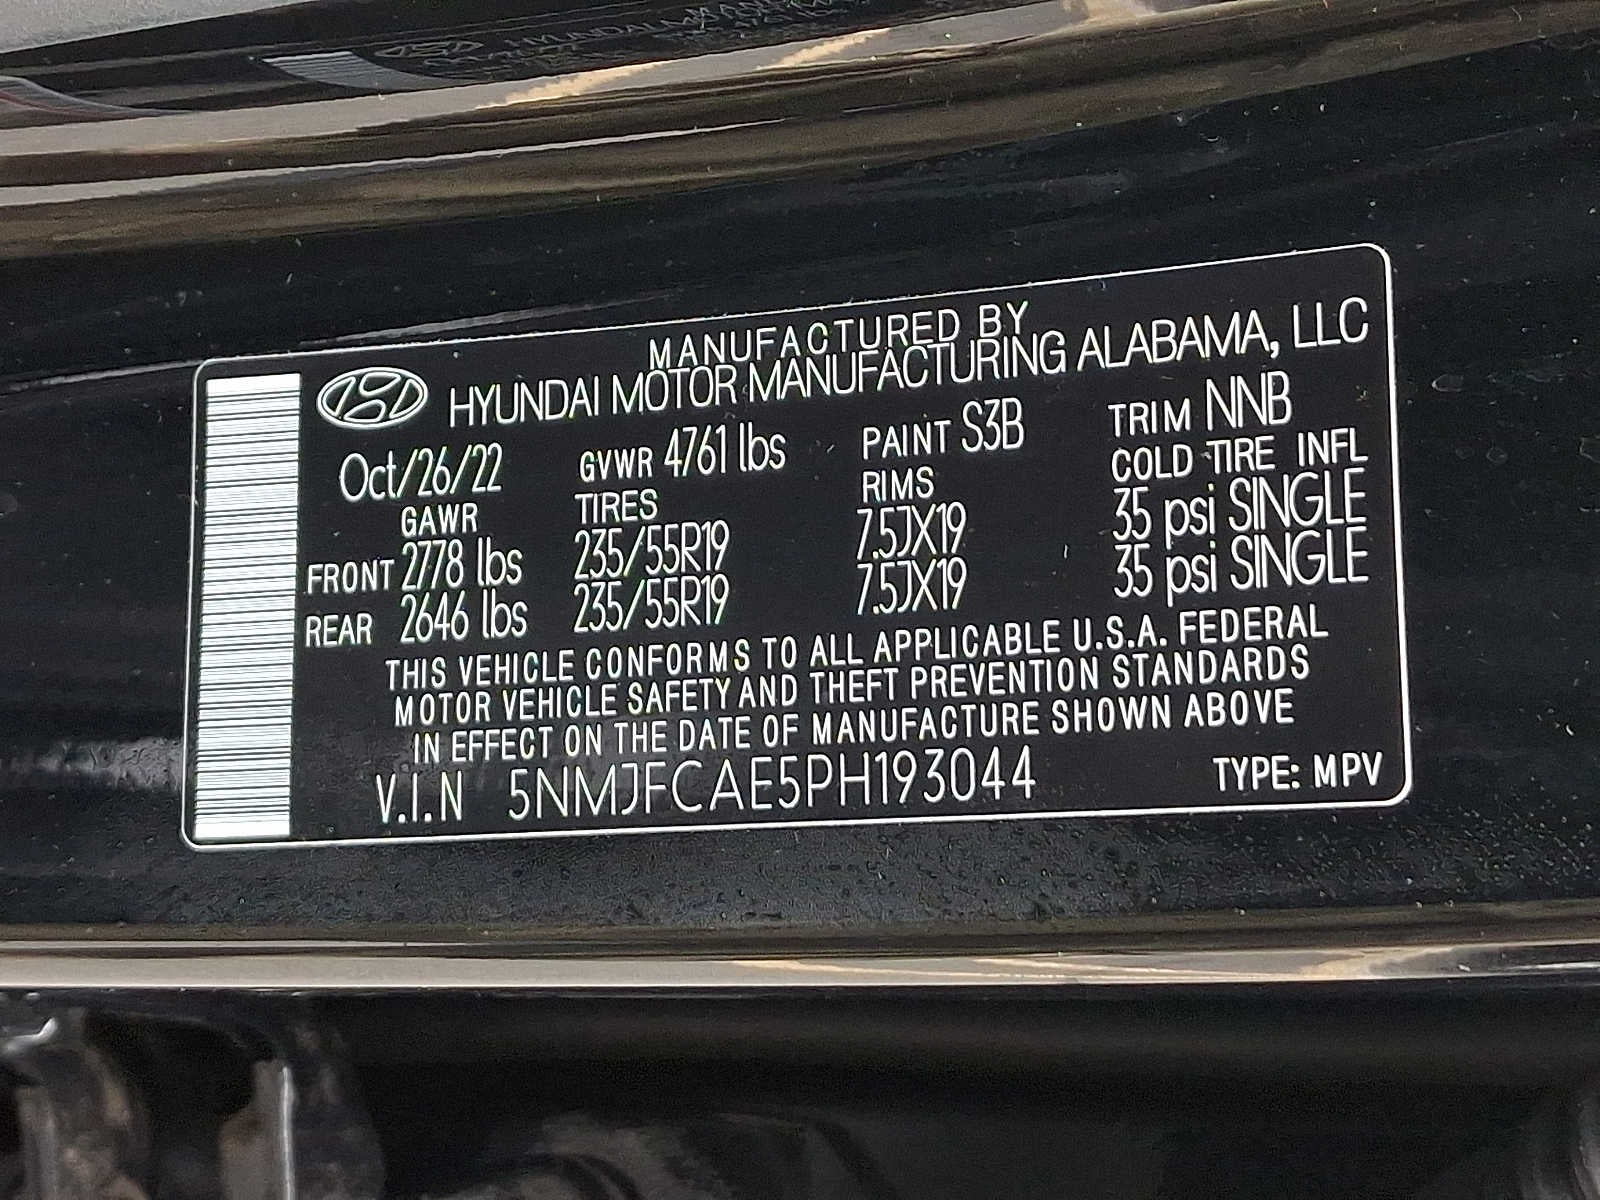 MANUFACTURED BY
HYUNDAI MOTOR MANUFACTURING ALABAMA, LLC
Oct/26/22 GVWR 4761 lbs PAINT S3B TRIM NNB
GAWR TIRES RIMS COLD TIRE INFL
FRONT 2778 lbs 235/55R19 7.5JX19 35 psi SINGLE
REAR 2646 lbs 235/55R19 7.5JX19 35 psi SINGLE
THIS VEHICLE CONFORMS TO ALL APPLICABLE U.S.A. FEDERAL
MOTOR VEHICLE SAFETY AND THEFT PREVENTION STANDARDS
IN EFFECT ON THE DATE OF MANUFACTURE SHOWN ABOVE
V.I.N 5NMJFCAE5PH193044 TYPE: MPV